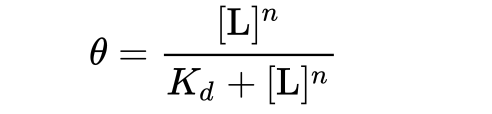 θ = [L]ⁿ / (K_d + [L]ⁿ)